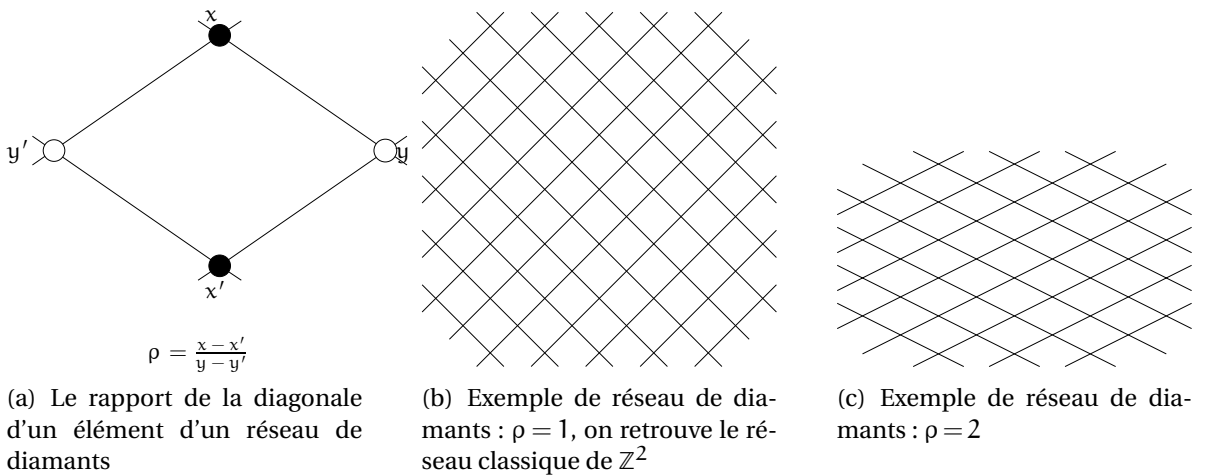 x
y′
y
x′
ρ = x − x′ / y − y′
(a) Le rapport de la diagonale
d'un élément d'un réseau de
diamants
(b) Exemple de réseau de dia-
mants : ρ = 1, on retrouve le ré-
seau classique de ℤ²
(c) Exemple de réseau de dia-
mants : ρ = 2